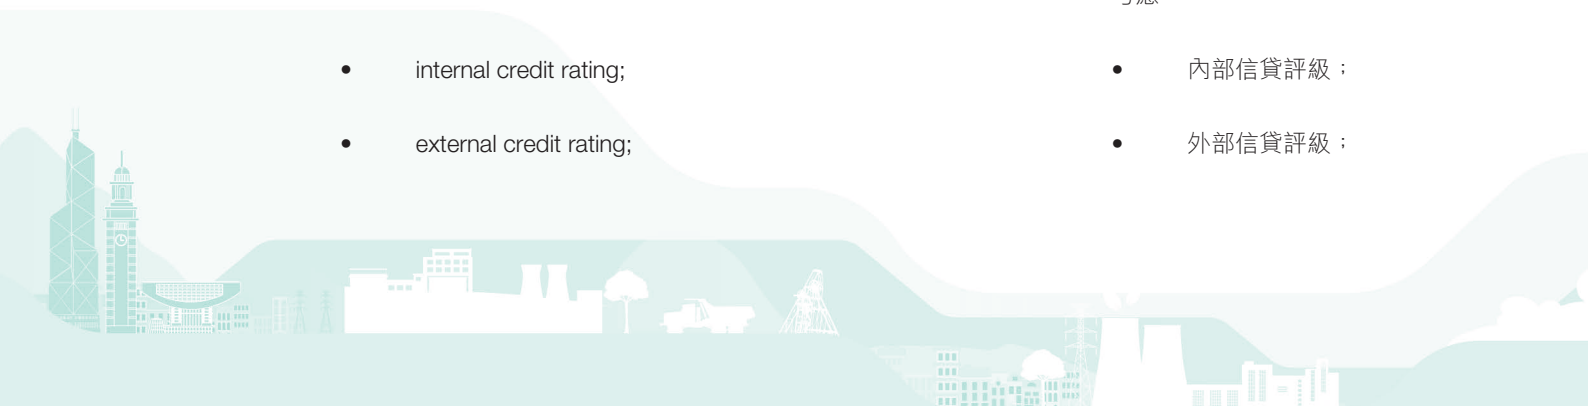 • internal credit rating;
• external credit rating;
• 內部信貸評級；
• 外部信貸評級；